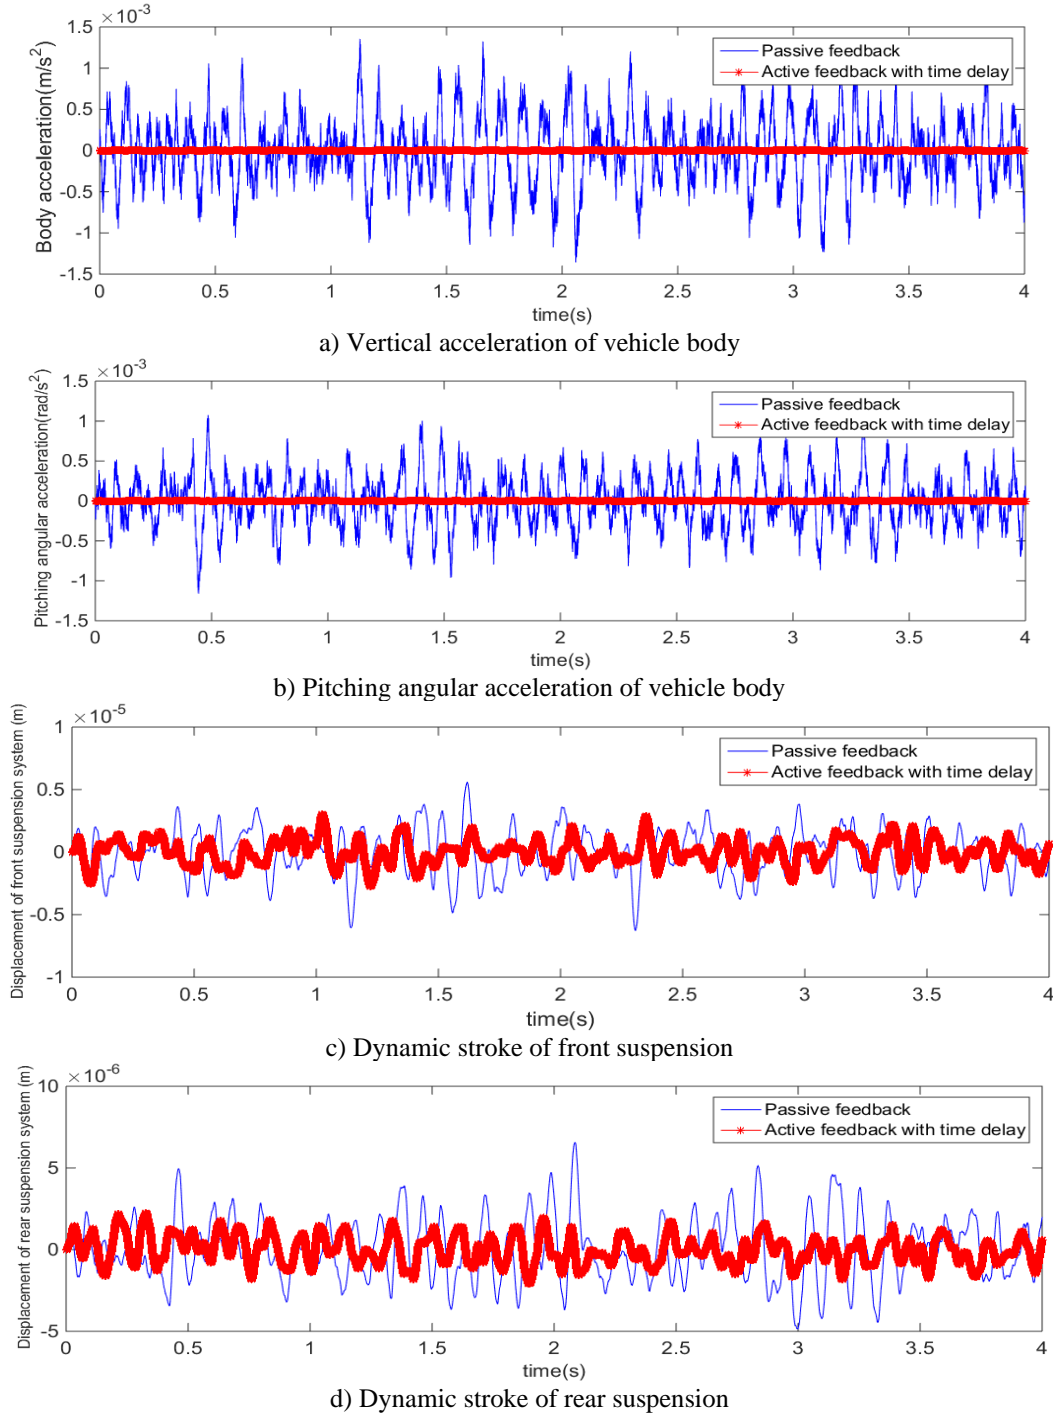 ×10⁻³
1.5
1
0.5
0
-0.5
-1
-1.5
Body acceleration(m/s²)
Passive feedback
Active feedback with time delay
0 0.5 1 1.5 2 2.5 3 3.5 4
time(s)
a) Vertical acceleration of vehicle body
×10⁻³
1.5
1
0.5
0
-0.5
-1
-1.5
Pitching angular acceleration(rad/s²)
Passive feedback
Active feedback with time delay
0 0.5 1 1.5 2 2.5 3 3.5 4
time(s)
b) Pitching angular acceleration of vehicle body
×10⁻⁵
1
0.5
0
-0.5
-1
Displacement of front suspension system (m)
Passive feedback
Active feedback with time delay
0 0.5 1 1.5 2 2.5 3 3.5 4
time(s)
c) Dynamic stroke of front suspension
×10⁻⁶
10
5
0
-5
Displacement of rear suspension system (m)
Passive feedback
Active feedback with time delay
0 0.5 1 1.5 2 2.5 3 3.5 4
time(s)
d) Dynamic stroke of rear suspension